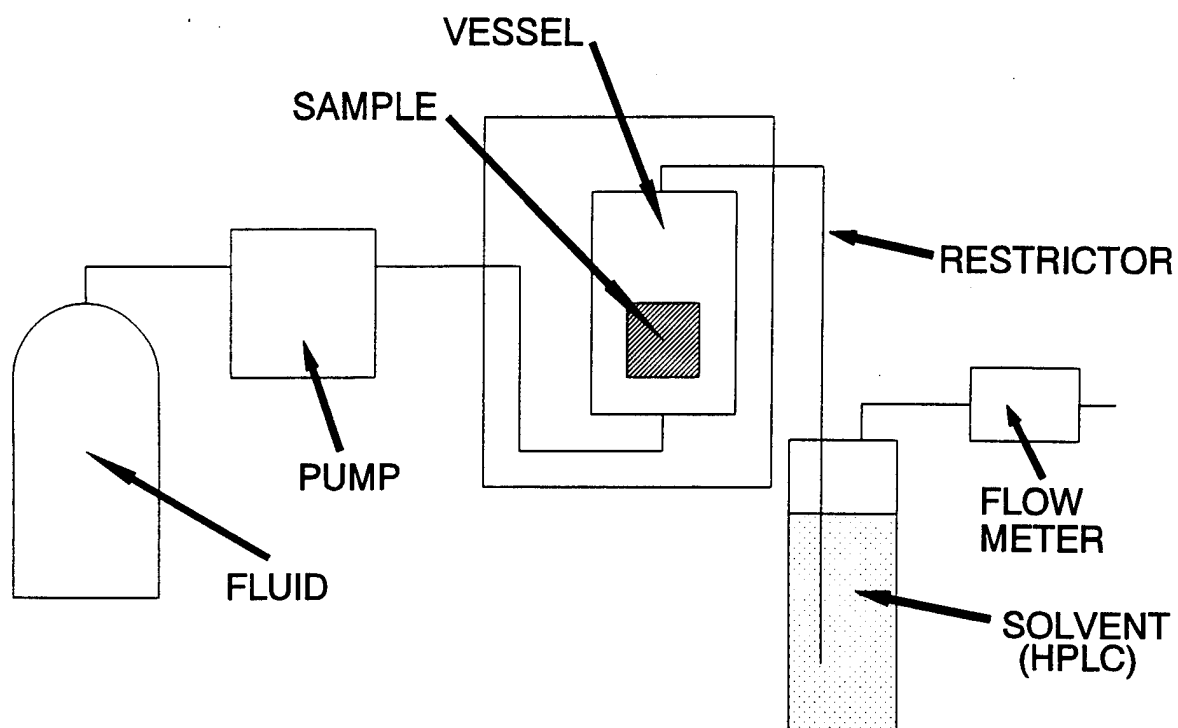 VESSEL
SAMPLE
RESTRICTOR
PUMP
FLOW
METER
FLUID
SOLVENT
(HPLC)